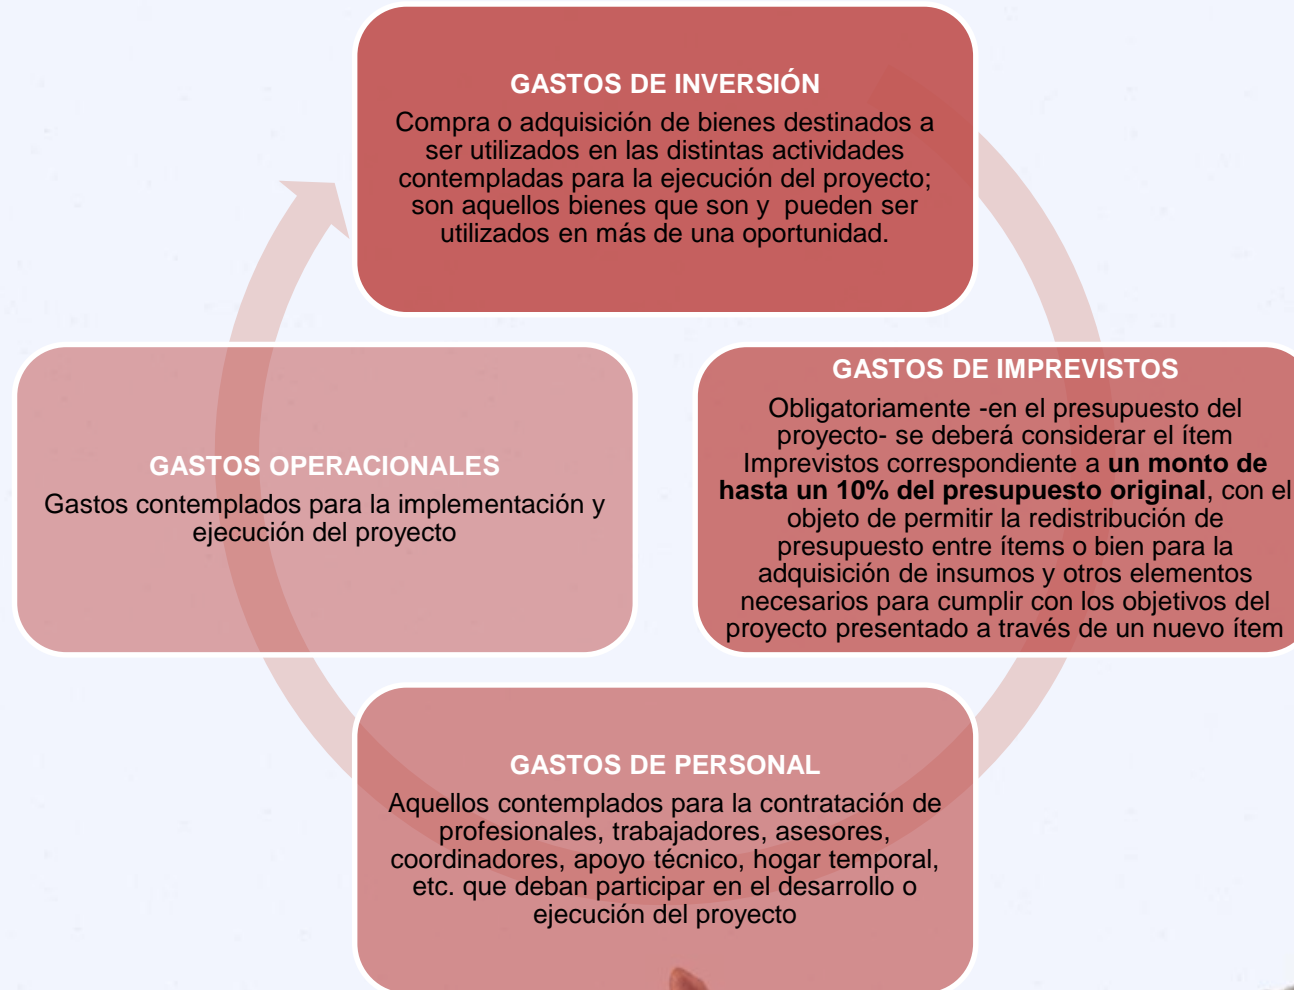 GASTOS DE INVERSIÓN
Compra o adquisición de bienes destinados a
ser utilizados en las distintas actividades
contempladas para la ejecución del proyecto;
son aquellos bienes que son y  pueden ser
utilizados en más de una oportunidad.
GASTOS DE IMPREVISTOS
Obligatoriamente -en el presupuesto del
proyecto- se deberá considerar el ítem
Imprevistos correspondiente a un monto de
hasta un 10% del presupuesto original, con el
objeto de permitir la redistribución de
presupuesto entre ítems o bien para la
adquisición de insumos y otros elementos
necesarios para cumplir con los objetivos del
proyecto presentado a través de un nuevo ítem
GASTOS DE PERSONAL
Aquellos contemplados para la contratación de
profesionales, trabajadores, asesores,
coordinadores, apoyo técnico, hogar temporal,
etc. que deban participar en el desarrollo o
ejecución del proyecto
GASTOS OPERACIONALES
Gastos contemplados para la implementación y
ejecución del proyecto